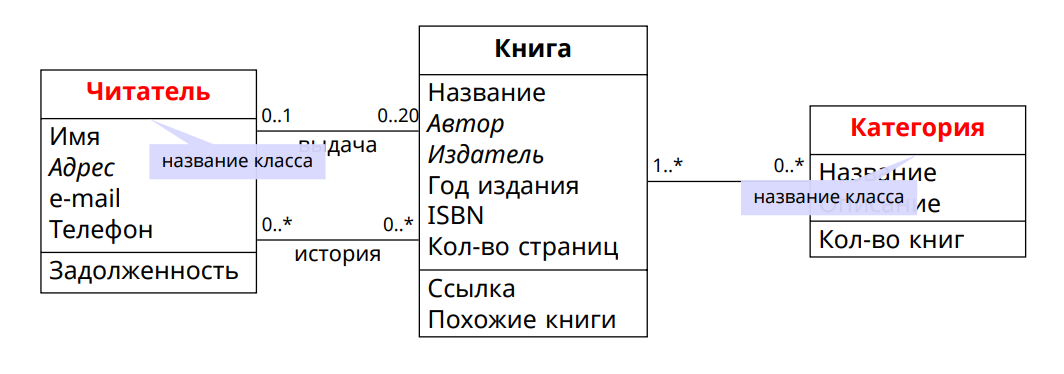 Читатель
Имя
Адрес
e-mail
Телефон
Задолженность
название класса
0..1
0..20
выдача
0..*
0..*
история
Книга
Название
Автор
Издатель
Год издания
ISBN
Кол-во страниц
Ссылка
Похожие книги
1..*
0..*
Категория
Название
Описание
Кол-во книг
название класса